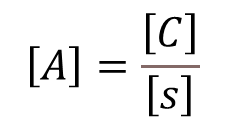 [A] = [C] / [s]